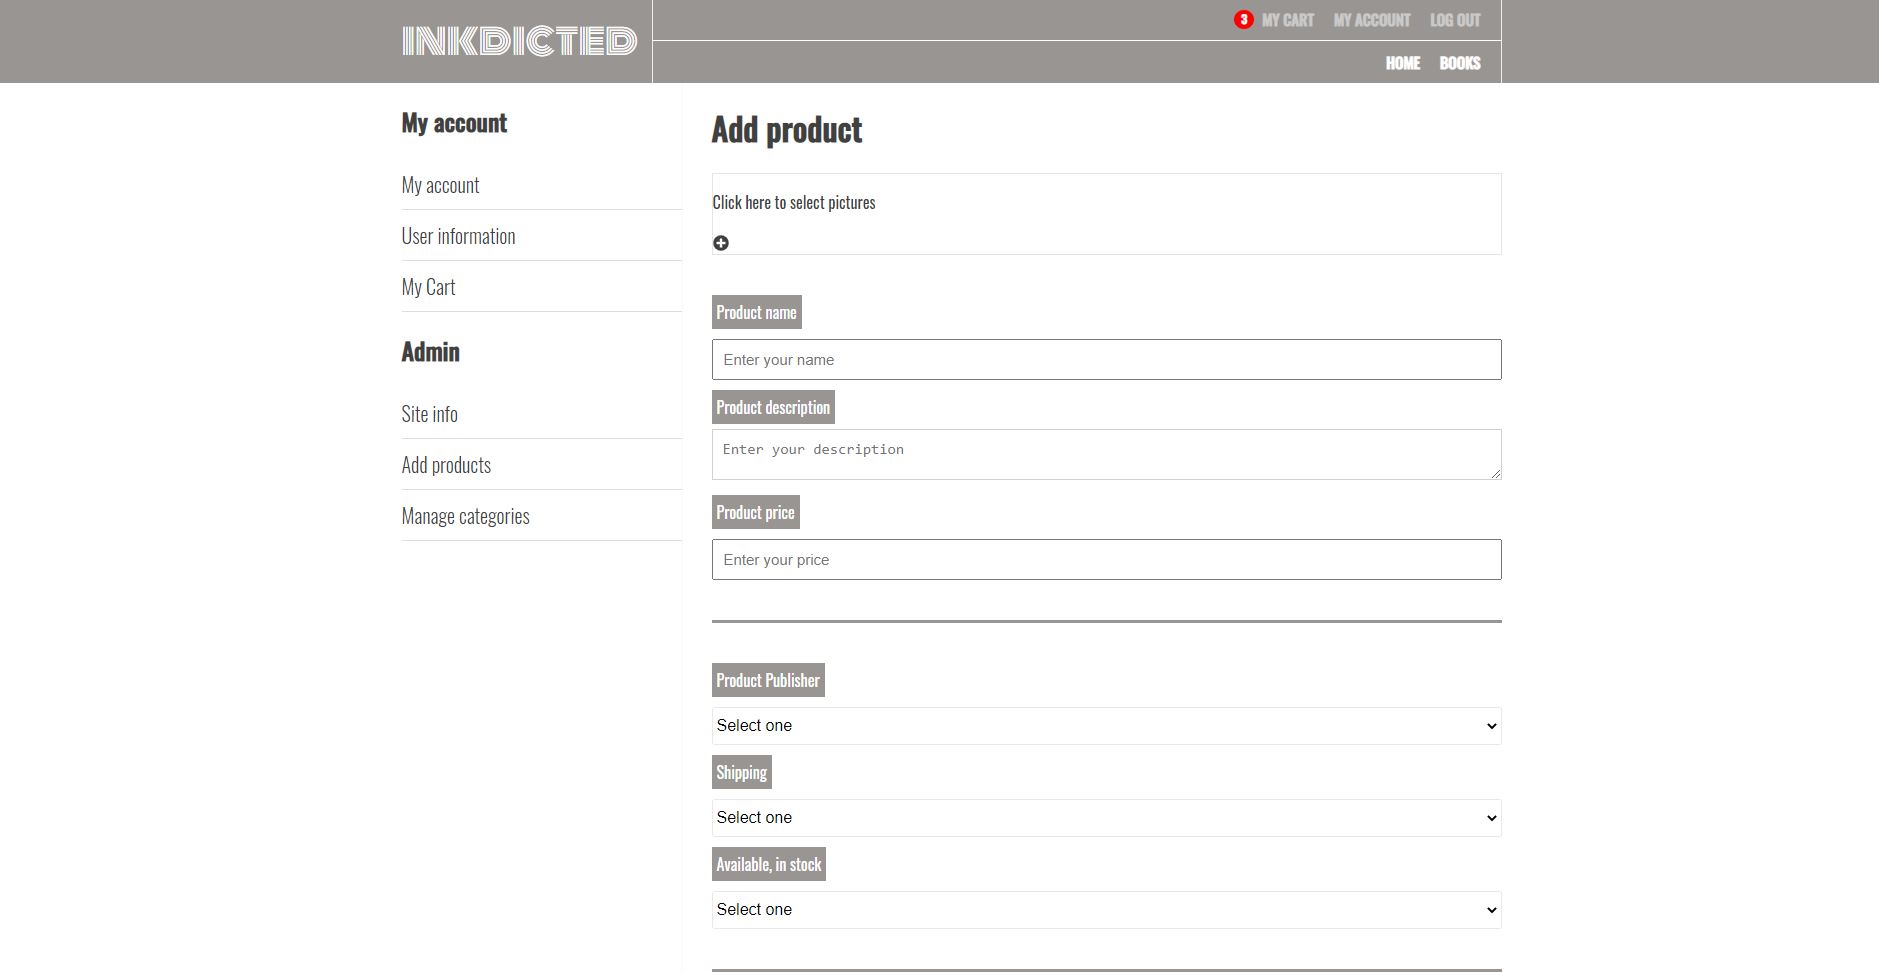 INKDICTED
3 MY CART MY ACCOUNT LOG OUT
HOME BOOKS
My account
My account
User information
My Cart
Admin
Site info
Add products
Manage categories
Add product
Click here to select pictures
Product name
Enter your name
Product description
Enter your description
Product price
Enter your price
Product Publisher
Select one
Shipping
Select one
Available, in stock
Select one